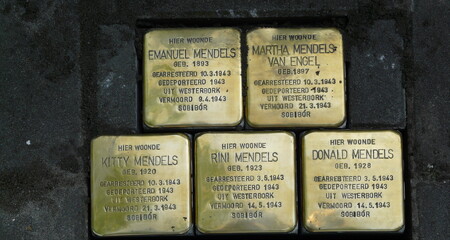 HIER WOONDE
EMANUEL MENDELS
GEB. 1893
GEARRESTEERD 10.3.1943
GEDEPORTEERD 1943
UIT WESTERBORK
VERMOORD 9.4.1943
SOBIBOR
HIER WOONDE
MARTHA MENDELS
VAN ENGEL
GEB. 1897
GEARRESTEERD 10.3.1943
GEDEPORTEERD 1943
UIT WESTERBORK
VERMOORD 21.3.1943
SOBIBOR
HIER WOONDE
KITTY MENDELS
GEB. 1920
GEARRESTEERD 10.3.1943
GEDEPORTEERD 1943
UIT WESTERBORK
VERMOORD 21.3.1943
SOBIBOR
HIER WOONDE
RINI MENDELS
GEB. 1923
GEARRESTEERD 3.5.1943
GEDEPORTEERD 1943
UIT WESTERBORK
VERMOORD 14.5.1943
SOBIBOR
HIER WOONDE
DONALD MENDELS
GEB. 1928
GEARRESTEERD 3.5.1943
GEDEPORTEERD 1943
UIT WESTERBORK
VERMOORD 14.5.1943
SOBIBOR